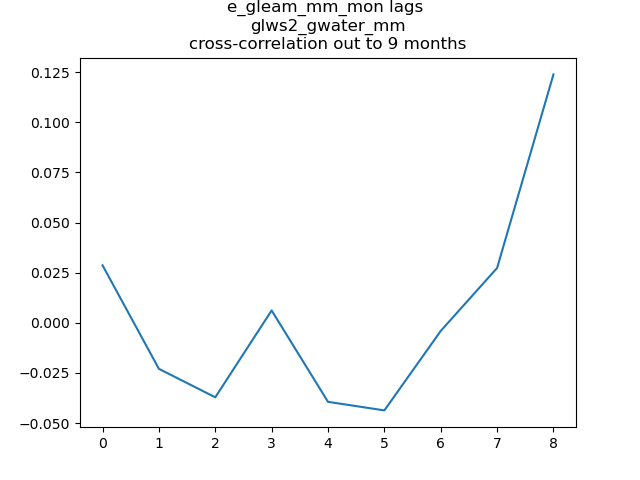 e_gleam_mm_mon lags
glws2_gwater_mm
cross-correlation out to 9 months
0.125
0.100
0.075
0.050
0.025
0.000
−0.025
−0.050
0 1 2 3 4 5 6 7 8